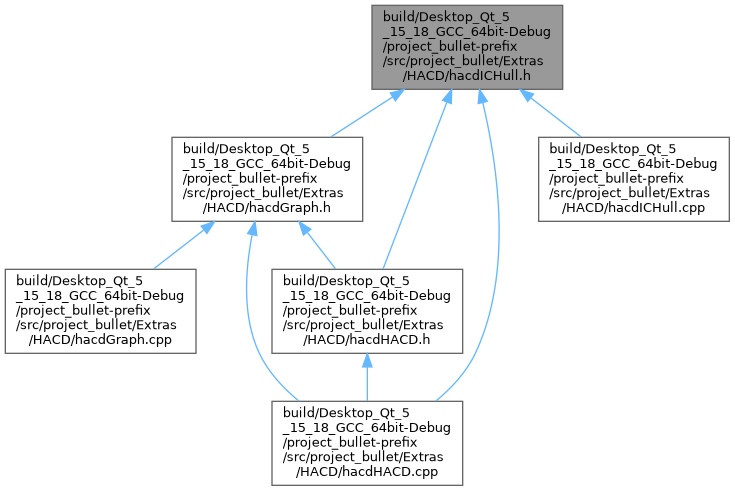 build/Desktop_Qt_5
_15_18_GCC_64bit-Debug
/project_bullet-prefix
/src/project_bullet/Extras
/HACD/hacdICHull.h
build/Desktop_Qt_5
_15_18_GCC_64bit-Debug
/project_bullet-prefix
/src/project_bullet/Extras
/HACD/hacdGraph.h
build/Desktop_Qt_5
_15_18_GCC_64bit-Debug
/project_bullet-prefix
/src/project_bullet/Extras
/HACD/hacdICHull.cpp
build/Desktop_Qt_5
_15_18_GCC_64bit-Debug
/project_bullet-prefix
/src/project_bullet/Extras
/HACD/hacdGraph.cpp
build/Desktop_Qt_5
_15_18_GCC_64bit-Debug
/project_bullet-prefix
/src/project_bullet/Extras
/HACD/hacdHACD.h
build/Desktop_Qt_5
_15_18_GCC_64bit-Debug
/project_bullet-prefix
/src/project_bullet/Extras
/HACD/hacdHACD.cpp